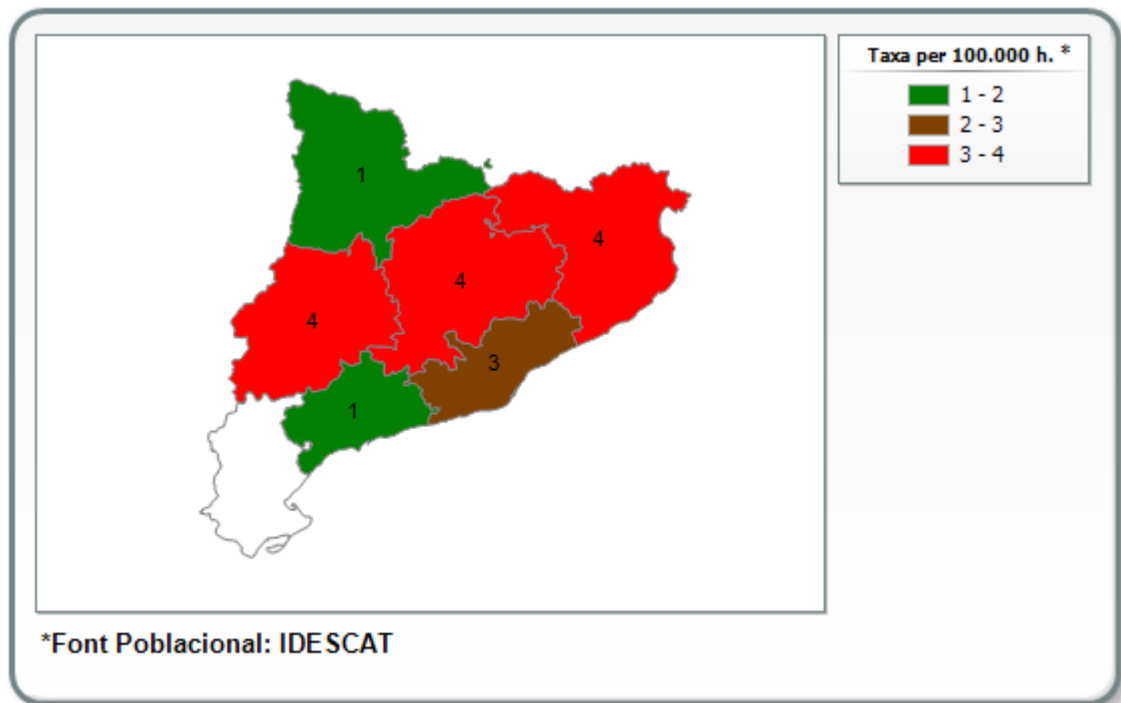 Taxa per 100.000 h. *
1 - 2
2 - 3
3 - 4
1
4
4
4
3
1
*Font Poblacional: IDESCAT